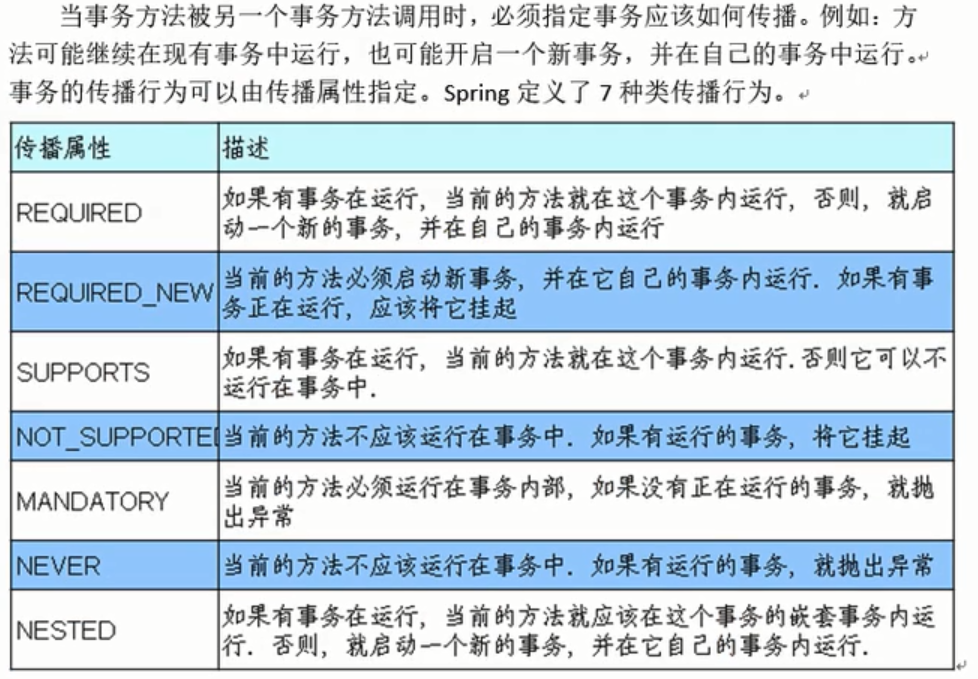 当事务方法被另一个事务方法调用时，必须指定事务应该如何传播。例如：方
法可能继续在现有事务中运行，也可能开启一个新事务，并在自己的事务中运行。
事务的传播行为可以由传播属性指定。Spring 定义了 7 种类传播行为。
传播属性 描述
REQUIRED
如果有事务在运行，当前的方法就在这个事务内运行，否则，就启
动一个新的事务，并在自己的事务内运行
REQUIRED_NEW
当前的方法必须启动新事务，并在它自己的事务内运行. 如果有事
务正在运行，应该将它挂起
SUPPORTS
如果有事务在运行，当前的方法就在这个事务内运行.否则它可以不
运行在事务中.
NOT_SUPPORTED 当前的方法不应该运行在事务中. 如果有运行的事务，将它挂起
MANDATORY
当前的方法必须运行在事务内部，如果没有正在运行的事务，就抛
出异常
NEVER 当前的方法不应该运行在事务中. 如果有运行的事务，就抛出异常
NESTED
如果有事务在运行，当前的方法就应该在这个事务的嵌套事务内运
行. 否则，就启动一个新的事务，并在它自己的事务内运行.